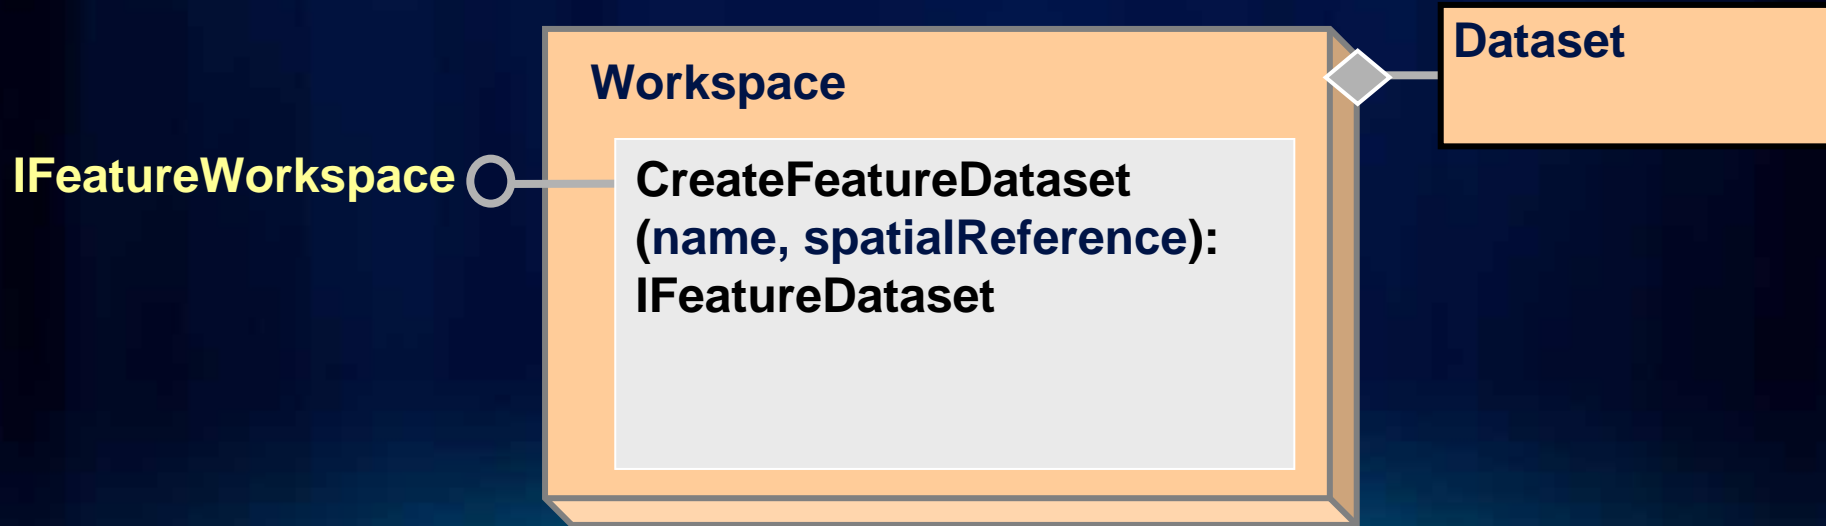 Dataset
Workspace
IFeatureWorkspace
CreateFeatureDataset
(name, spatialReference):
IFeatureDataset